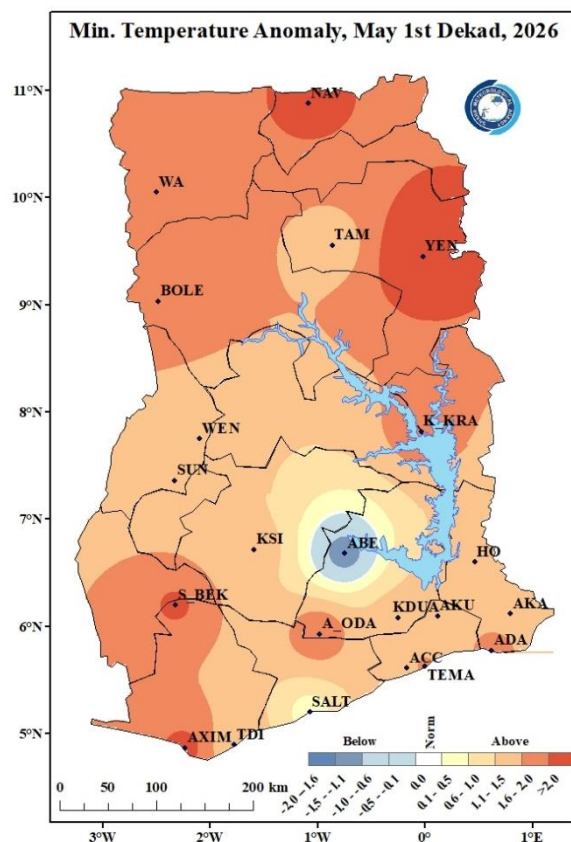 Min. Temperature Anomaly, May 1st Dekad, 2026
11°N
NAV
10°N
WA
TAM
YEN
9°N
BOLE
8°N
K_KRA
WEN
SUN
7°N
KSI
ABE
HO
S_BEK
6°N
A_ODA
KDUA
AKU
AKA
ADA
ACC
TEMA
SALT
5°N
AXIM
TDI
Below
Norm
Above
-2.0 - -1.6
-1.5 - -1.1
-1.0 - -0.6
-0.5 - -0.1
0.0
0.1 - 0.5
0.6 - 1.0
1.1 - 1.5
1.6 - 2.0
>2.0
0 100 200 km
3°W 2°W 1°W 0° 1°E